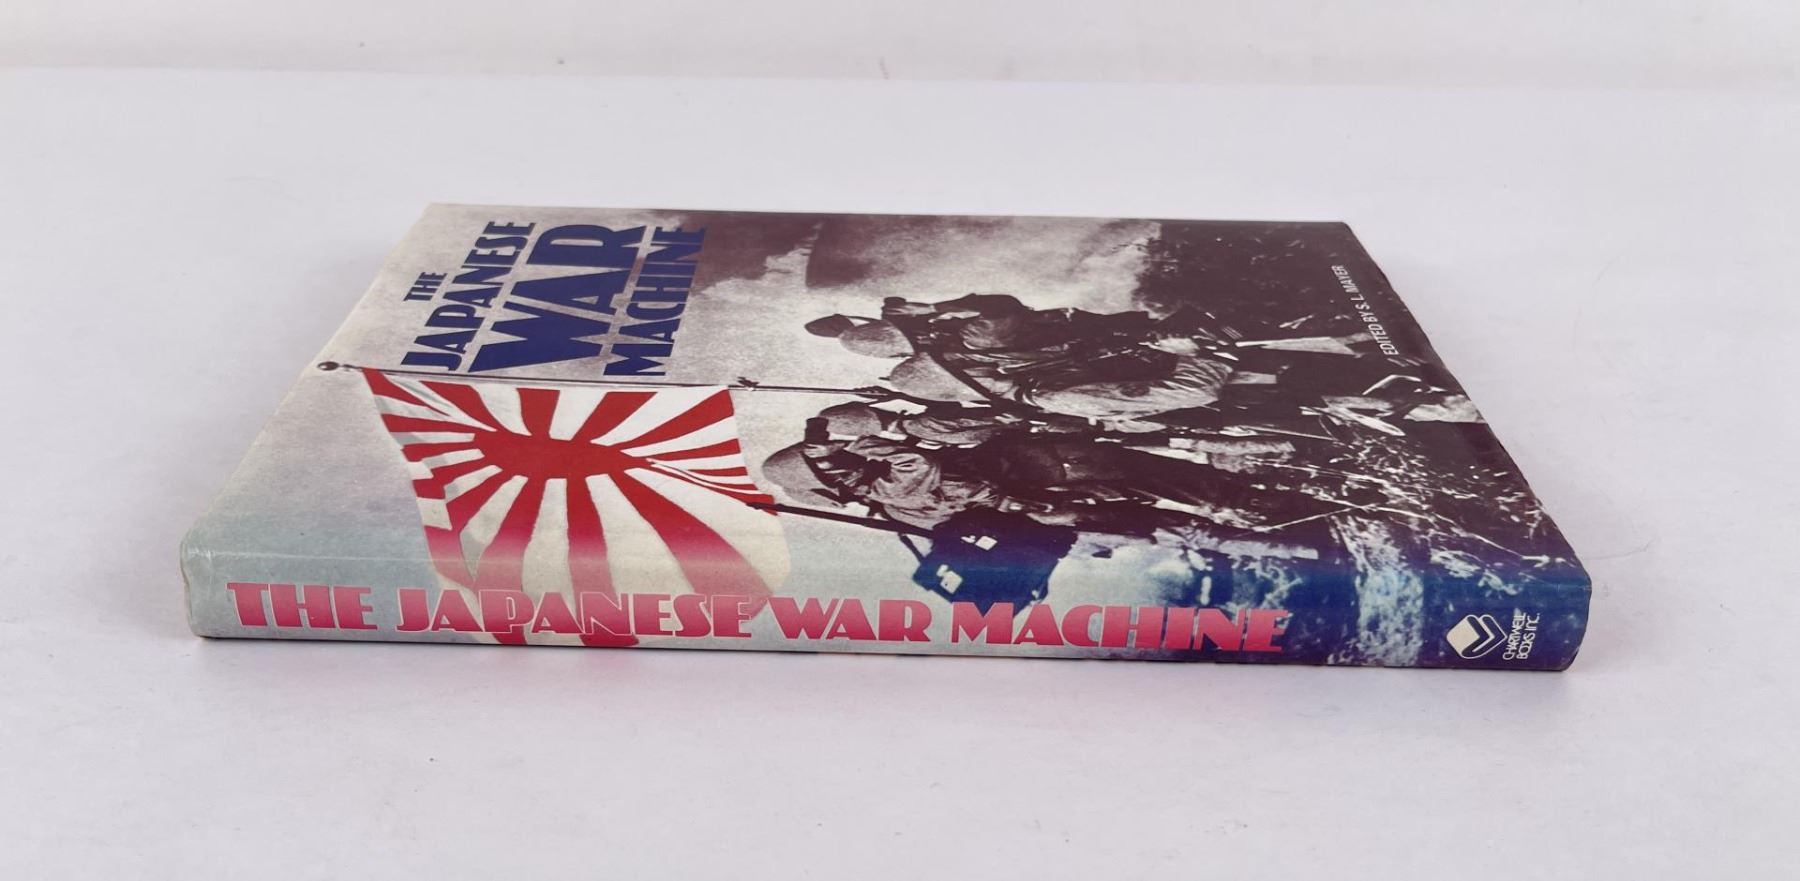 THE
JAPANESE
WAR
MACHINE
EDITED BY S. L. MAYER
THE JAPANESE WAR MACHINE
CHARTWELL
BOOKS INC.